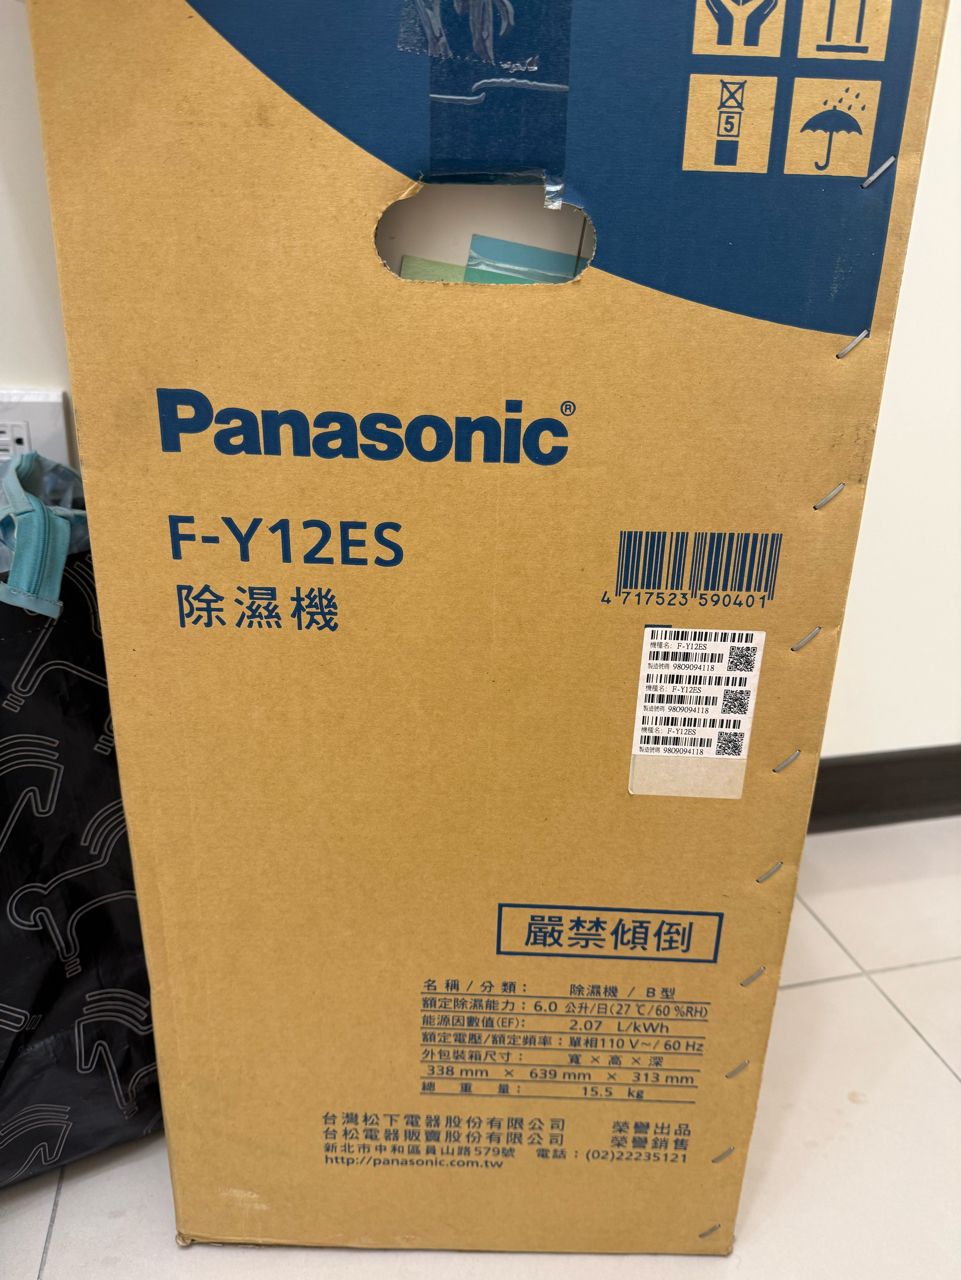 5
Panasonic®
F-Y12ES
除濕機
4 717523 590401
機種名: F-Y12ES
製造號碼 9809094118
機種名: F-Y12ES
製造號碼 9809094118
機種名: F-Y12ES
製造號碼 9809094118
嚴禁傾倒
名稱/分類: 除濕機 / B型
額定除濕能力: 6.0 公升/日(27℃/60%RH)
能源因數值(EF): 2.07 L/kWh
額定電壓/額定頻率: 單相110 V~/ 60 Hz
外包裝箱尺寸: 寬 × 高 × 深
338 mm × 639 mm × 313 mm
總重量: 15.5 kg
台灣松下電器股份有限公司 榮譽出品
台松電器販賣股份有限公司 榮譽銷售
新北市中和區員山路579號 電話:(02)22235121
http://panasonic.com.tw